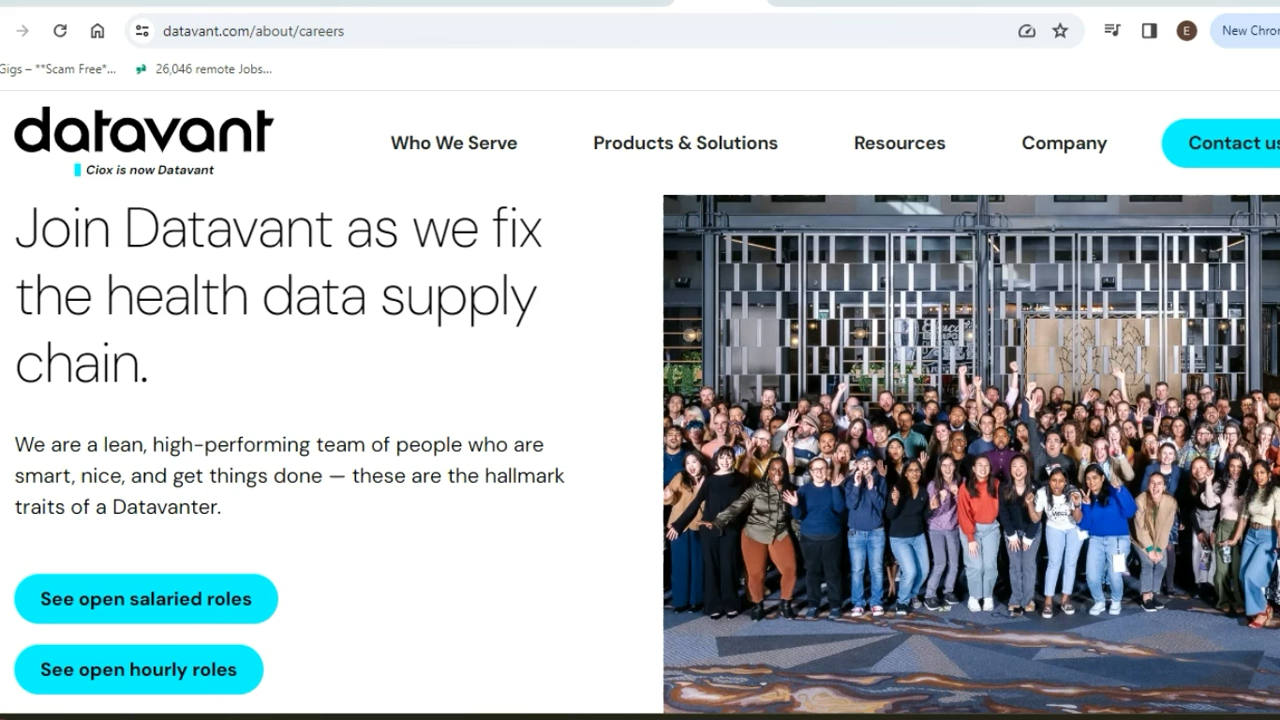 datavant.com/about/careers
E
New Chror
Gigs – **Scam Free*...
26,046 remote Jobs...
datavant
Ciox is now Datavant
Who We Serve
Products & Solutions
Resources
Company
Contact us
Join Datavant as we fix
the health data supply
chain.
We are a lean, high-performing team of people who are
smart, nice, and get things done — these are the hallmark
traits of a Datavanter.
See open salaried roles
See open hourly roles